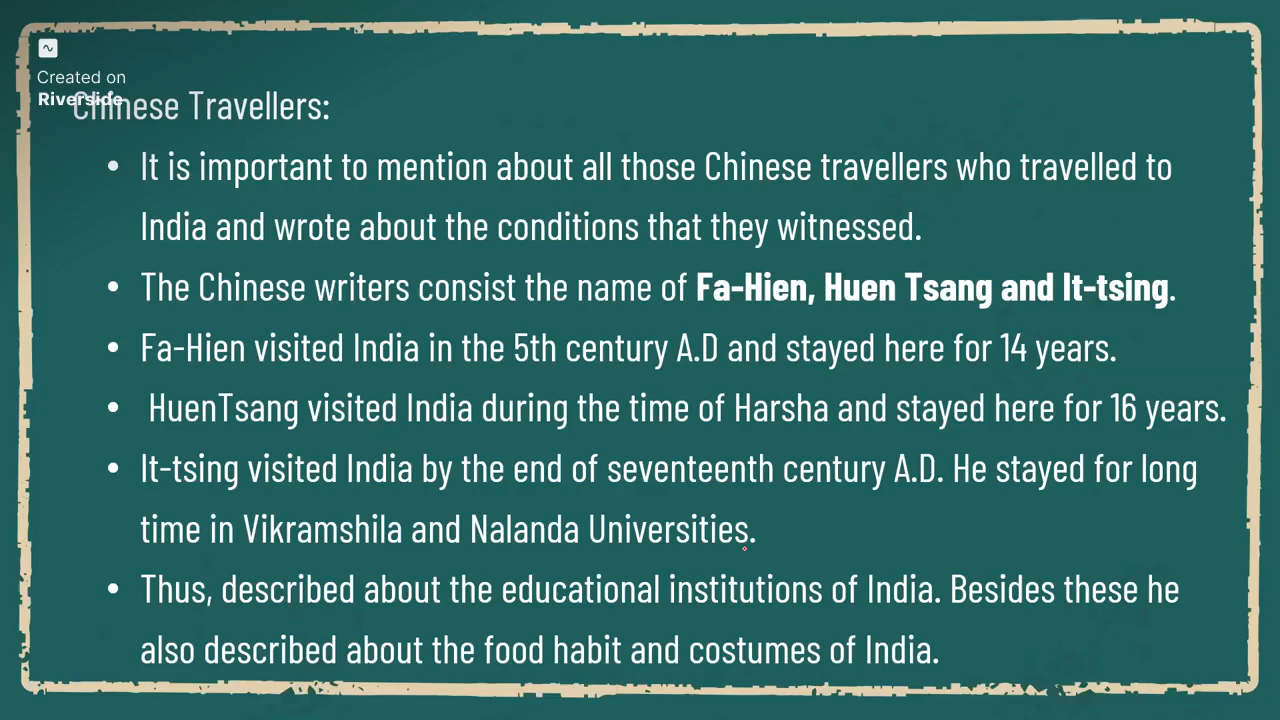 Created on
Riverside
Chinese Travellers:
• It is important to mention about all those Chinese travellers who travelled to
India and wrote about the conditions that they witnessed.
• The Chinese writers consist the name of Fa-Hien, Huen Tsang and It-tsing.
• Fa-Hien visited India in the 5th century A.D and stayed here for 14 years.
• HuenTsang visited India during the time of Harsha and stayed here for 16 years.
• It-tsing visited India by the end of seventeenth century A.D. He stayed for long
time in Vikramshila and Nalanda Universities.
• Thus, described about the educational institutions of India. Besides these he
also described about the food habit and costumes of India.